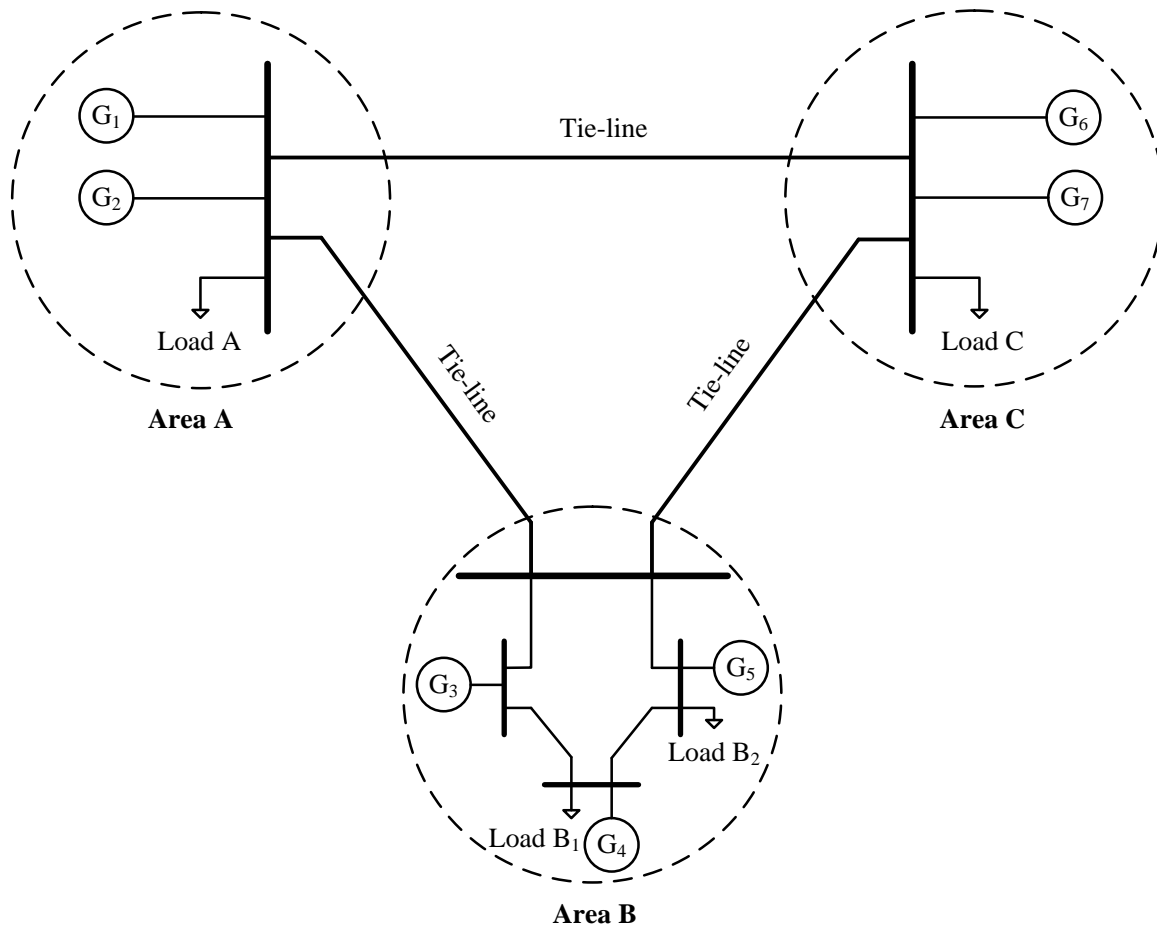 G₁
G₂
Load A
Area A
Tie-line
G₆
G₇
Load C
Area C
Tie-line
Tie-line
G₃
G₅
Load B₂
Load B₁
G₄
Area B